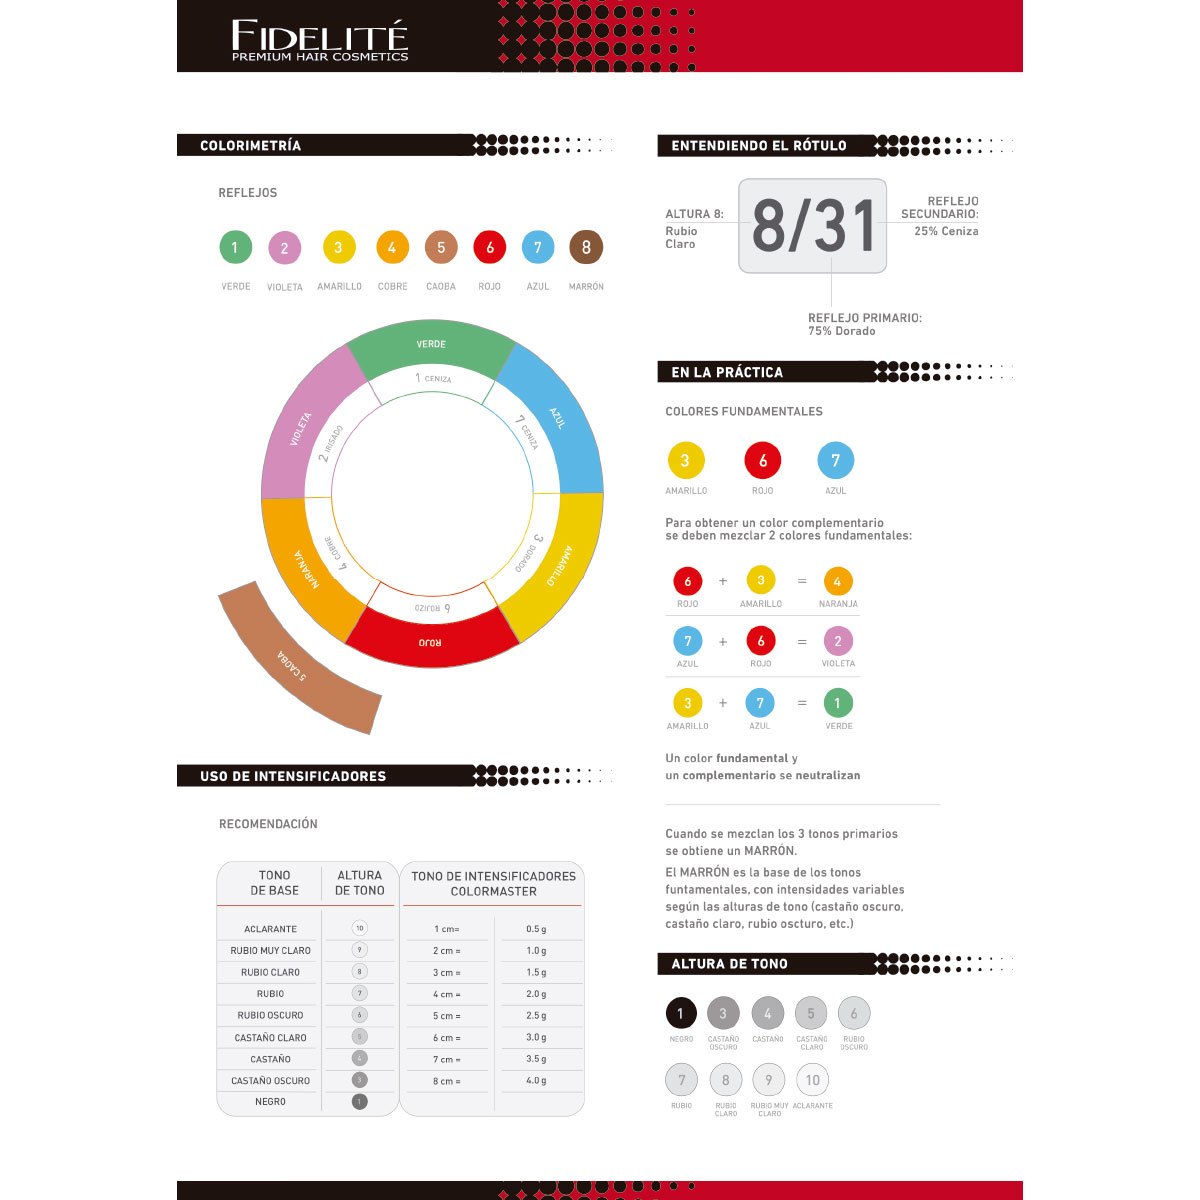 FIDELITÉ
PREMIUM HAIR COSMETICS
COLORIMETRÍA
REFLEJOS
1 2 3 4 5 6 7 8
VERDE VIOLETA AMARILLO COBRE CAOBA ROJO AZUL MARRÓN
VERDE
1 CENIZA
AZUL
7 CENIZA
AMARILLO
3 DORADO
ROJO
6 ROJIZO
NARANJA
4 COBRE
VIOLETA
2 IRISADO
5 CAOBA
USO DE INTENSIFICADORES
RECOMENDACIÓN
TONO DE BASE
ALTURA DE TONO
TONO DE INTENSIFICADORES
COLORMASTER
ACLARANTE 10 1 cm= 0.5 g
RUBIO MUY CLARO 9 2 cm = 1.0 g
RUBIO CLARO 8 3 cm = 1.5 g
RUBIO 7 4 cm = 2.0 g
RUBIO OSCURO 6 5 cm = 2.5 g
CASTAÑO CLARO 5 6 cm = 3.0 g
CASTAÑO 4 7 cm = 3.5 g
CASTAÑO OSCURO 3 8 cm = 4.0 g
NEGRO 1
ENTENDIENDO EL RÓTULO
ALTURA 8:
Rubio
Claro
8/31
REFLEJO
SECUNDARIO:
25% Ceniza
REFLEJO PRIMARIO:
75% Dorado
EN LA PRÁCTICA
COLORES FUNDAMENTALES
3 6 7
AMARILLO ROJO AZUL
Para obtener un color complementario
se deben mezclar 2 colores fundamentales:
6 + 3 = 4
ROJO AMARILLO NARANJA
7 + 6 = 2
AZUL ROJO VIOLETA
3 + 7 = 1
AMARILLO AZUL VERDE
Un color fundamental y
un complementario se neutralizan
Cuando se mezclan los 3 tonos primarios
se obtiene un MARRÓN.
El MARRÓN es la base de los tonos
funtamentales, con intensidades variables
según las alturas de tono (castaño oscuro,
castaño claro, rubio oscturo, etc.)
ALTURA DE TONO
1 3 4 5 6
NEGRO CASTAÑO OSCURO CASTAÑO CASTAÑO CLARO RUBIO OSCURO
7 8 9 10
RUBIO RUBIO CLARO RUBIO MUY CLARO ACLARANTE